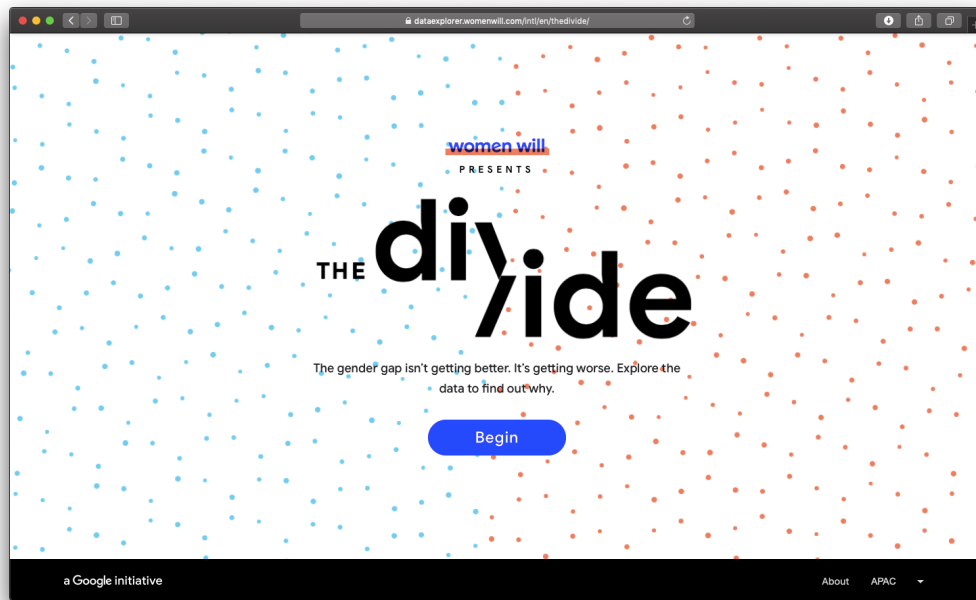 dataexplorer.womenwill.com/intl/en/thedivide/
women will
PRESENTS
THE divide
The gender gap isn't getting better. It's getting worse. Explore the
data to find out why.
Begin
a Google initiative
About APAC